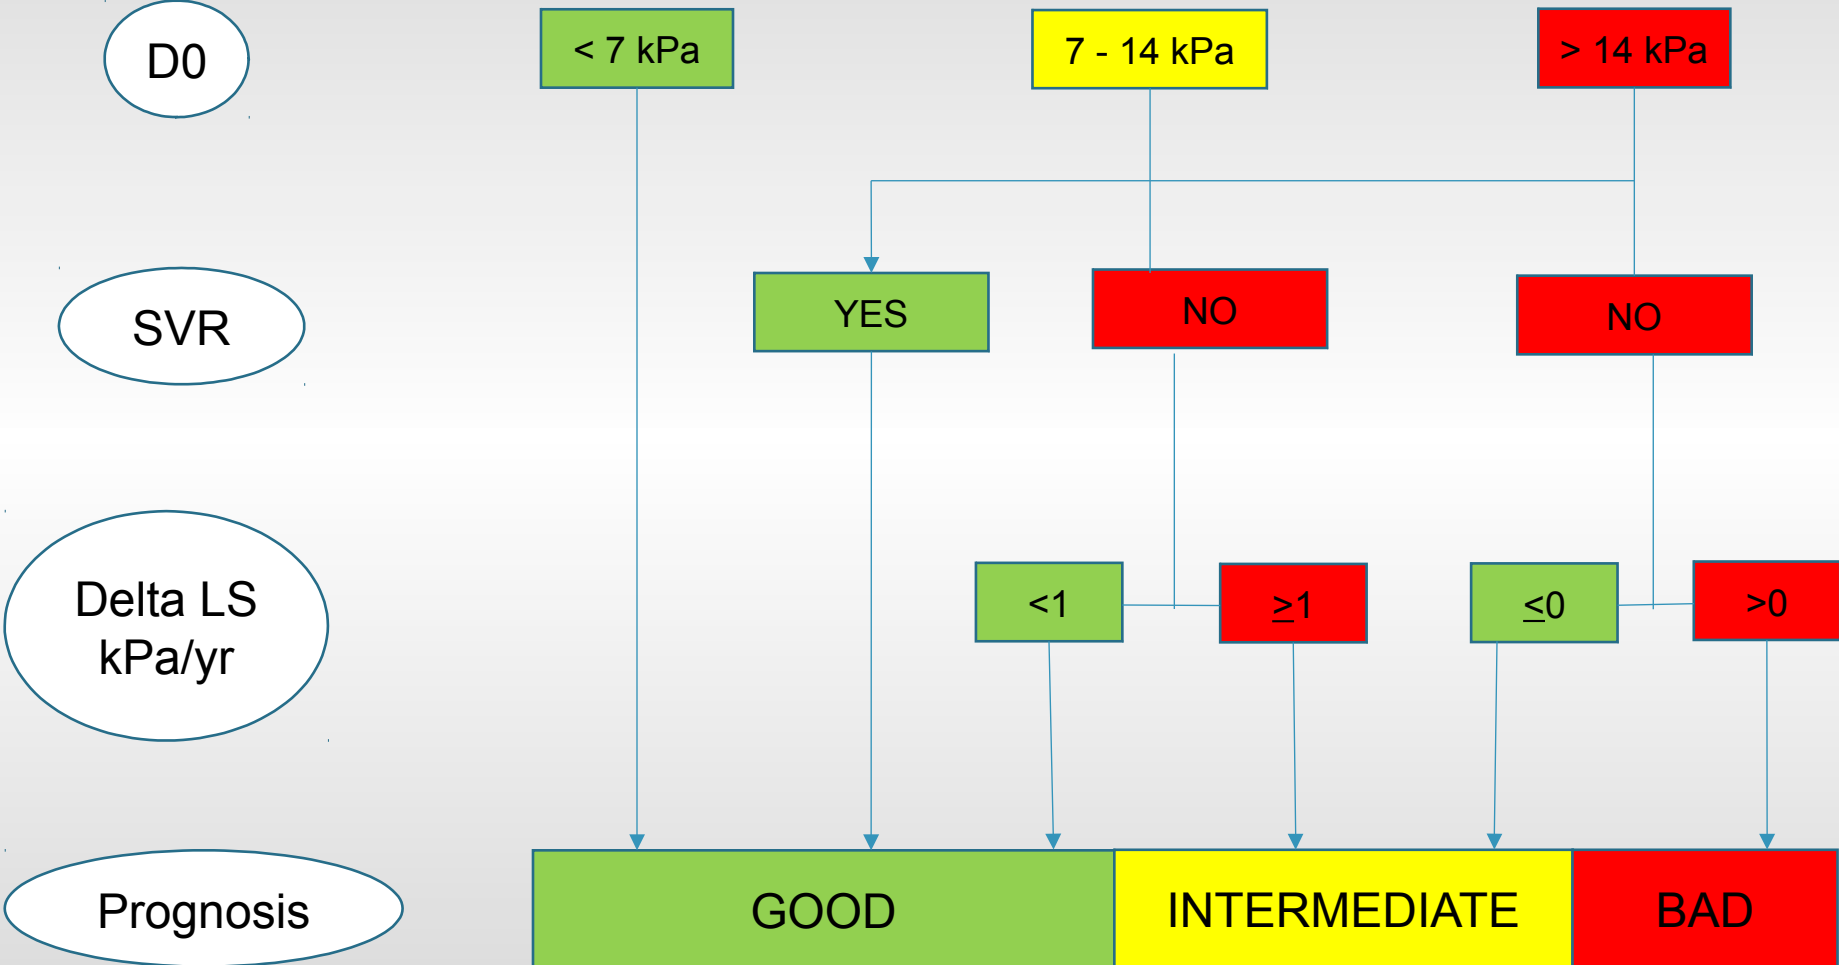 D0
< 7 kPa
7 - 14 kPa
> 14 kPa
SVR
YES
NO
NO
Delta LS
kPa/yr
<1
≥1
≤0
>0
Prognosis
GOOD
INTERMEDIATE
BAD